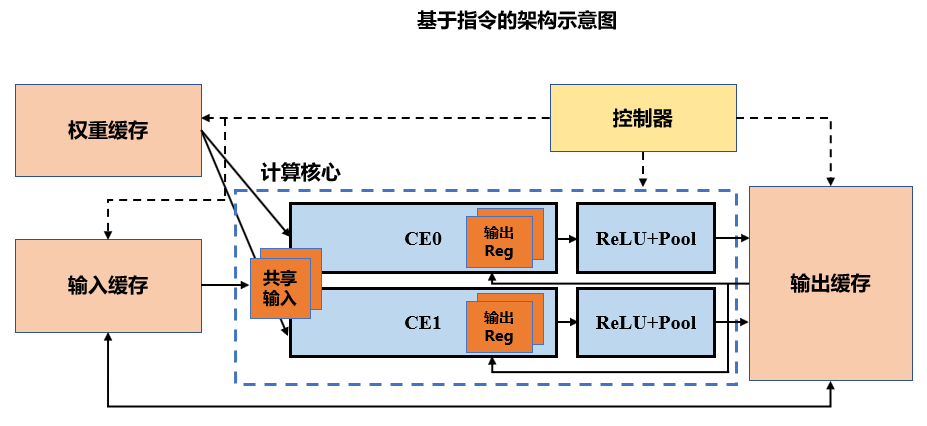 基于指令的架构示意图
权重缓存
控制器
计算核心
CE0
输出
Reg
ReLU+Pool
输入缓存
共享
输入
输出缓存
CE1
输出
Reg
ReLU+Pool